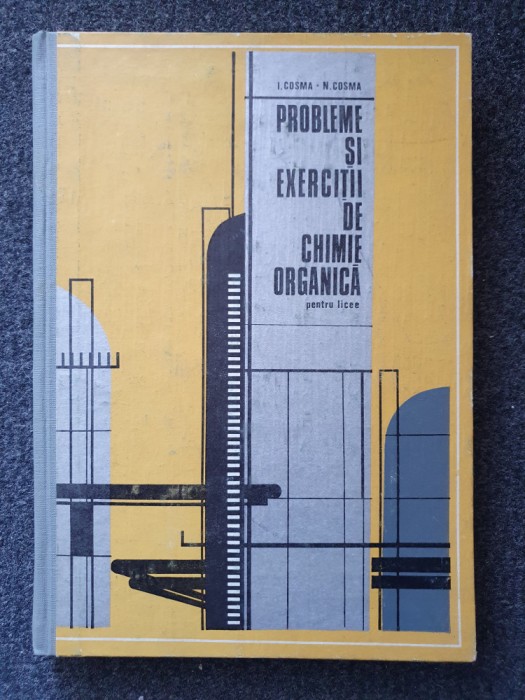 I. COSMA - N. COSMA
PROBLEME
ȘI
EXERCIȚII
DE
CHIMIE
ORGANICĂ
pentru licee